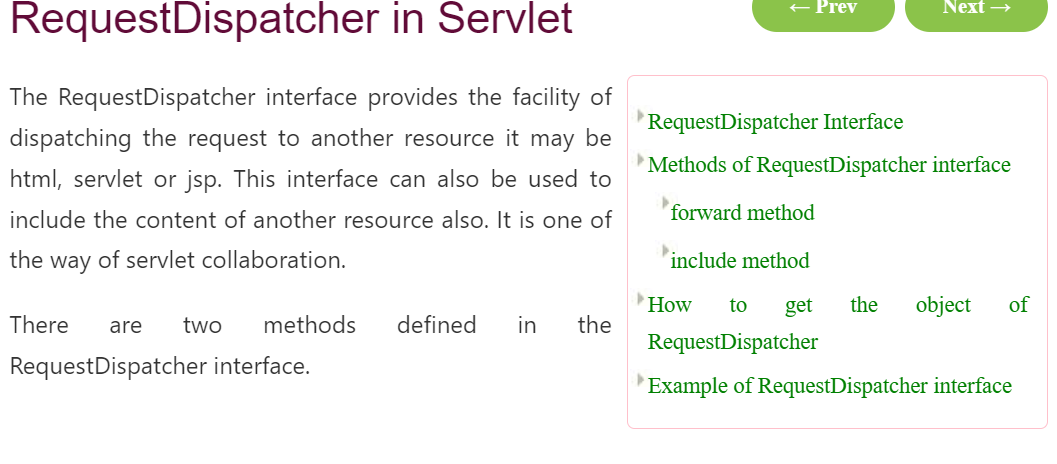 RequestDispatcher in Servlet
← Prev
Next →
The RequestDispatcher interface provides the facility of
dispatching the request to another resource it may be
html, servlet or jsp. This interface can also be used to
include the content of another resource also. It is one of
the way of servlet collaboration.
There are two methods defined in the
RequestDispatcher interface.
RequestDispatcher Interface
Methods of RequestDispatcher interface
forward method
include method
How to get the object of
RequestDispatcher
Example of RequestDispatcher interface